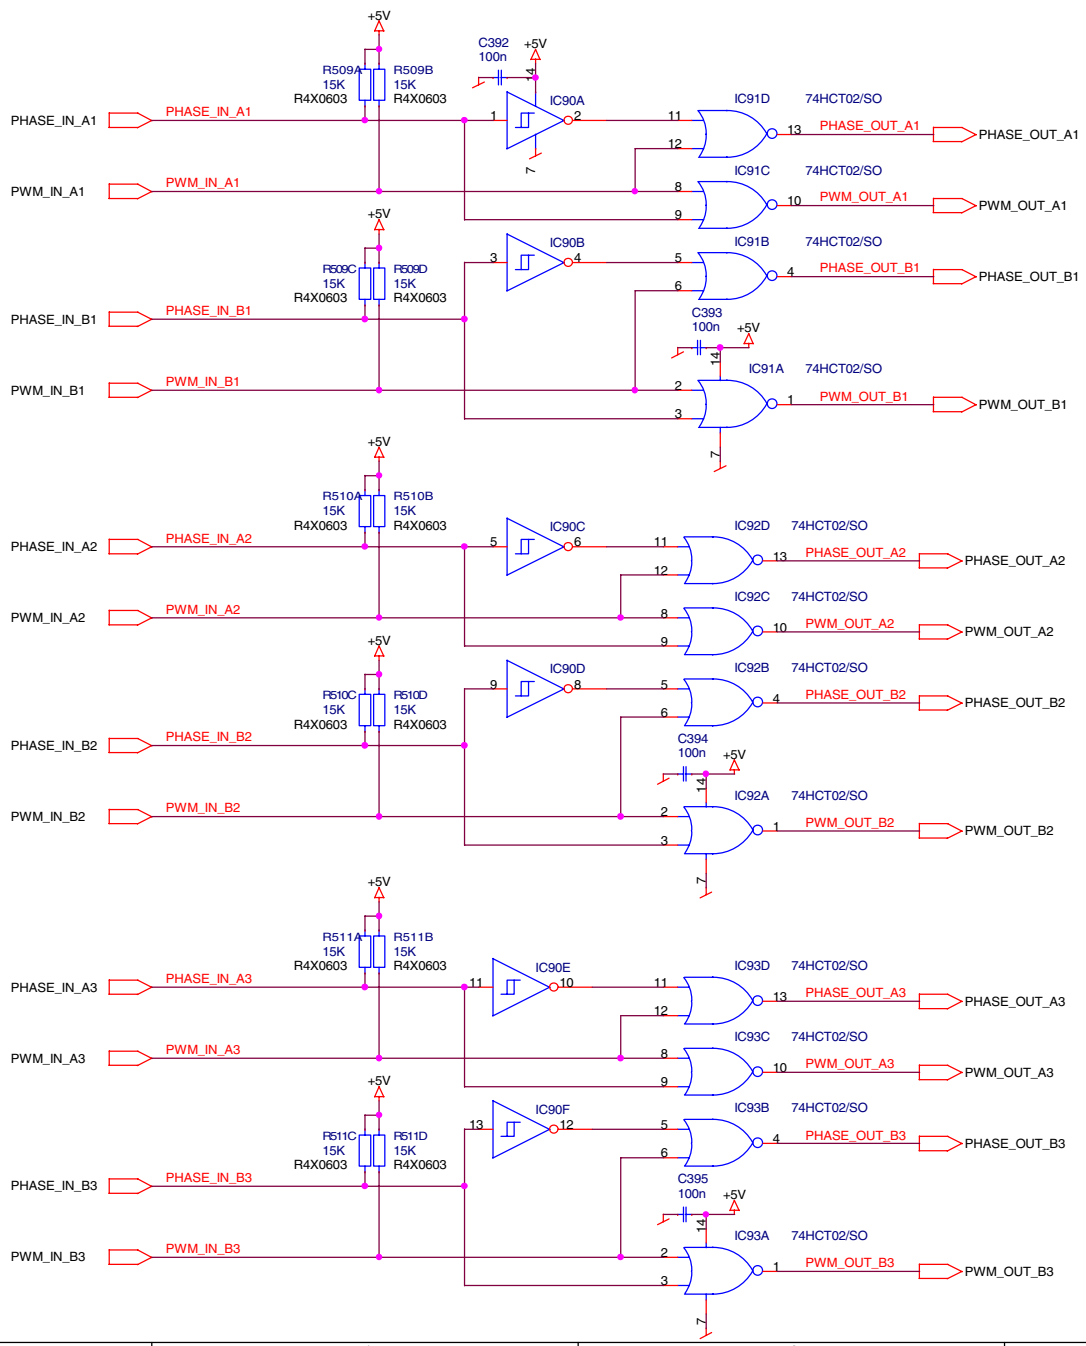 +5V
C392
100n
+5V
14
R509A
15K
R4X0603
R509B
15K
R4X0603
IC90A
IC91D 74HCT02/SO
PHASE_IN_A1
PHASE_IN_A1
1
2
11
12
13
PHASE_OUT_A1
PHASE_OUT_A1
7
IC91C 74HCT02/SO
PWM_IN_A1
PWM_IN_A1
8
9
10
PWM_OUT_A1
PWM_OUT_A1
+5V
R509C
15K
R4X0603
R509D
15K
R4X0603
IC90B
IC91B 74HCT02/SO
3
4
5
6
4
PHASE_OUT_B1
PHASE_OUT_B1
PHASE_IN_B1
PHASE_IN_B1
C393
100n
+5V
14
IC91A 74HCT02/SO
PWM_IN_B1
PWM_IN_B1
2
3
1
PWM_OUT_B1
PWM_OUT_B1
7
+5V
R510A
15K
R4X0603
R510B
15K
R4X0603
IC90C
IC92D 74HCT02/SO
PHASE_IN_A2
PHASE_IN_A2
5
6
11
12
13
PHASE_OUT_A2
PHASE_OUT_A2
IC92C 74HCT02/SO
PWM_IN_A2
PWM_IN_A2
8
9
10
PWM_OUT_A2
PWM_OUT_A2
+5V
R510C
15K
R4X0603
R510D
15K
R4X0603
IC90D
IC92B 74HCT02/SO
9
8
5
6
4
PHASE_OUT_B2
PHASE_OUT_B2
PHASE_IN_B2
PHASE_IN_B2
C394
100n
+5V
14
IC92A 74HCT02/SO
PWM_IN_B2
PWM_IN_B2
2
3
1
PWM_OUT_B2
PWM_OUT_B2
7
+5V
R511A
15K
R4X0603
R511B
15K
R4X0603
IC90E
IC93D 74HCT02/SO
PHASE_IN_A3
PHASE_IN_A3
11
10
11
12
13
PHASE_OUT_A3
PHASE_OUT_A3
IC93C 74HCT02/SO
PWM_IN_A3
PWM_IN_A3
8
9
10
PWM_OUT_A3
PWM_OUT_A3
+5V
R511C
15K
R4X0603
R511D
15K
R4X0603
IC90F
IC93B 74HCT02/SO
13
12
5
6
4
PHASE_OUT_B3
PHASE_OUT_B3
PHASE_IN_B3
PHASE_IN_B3
C395
100n
+5V
14
IC93A 74HCT02/SO
PWM_IN_B3
PWM_IN_B3
2
3
1
PWM_OUT_B3
PWM_OUT_B3
7